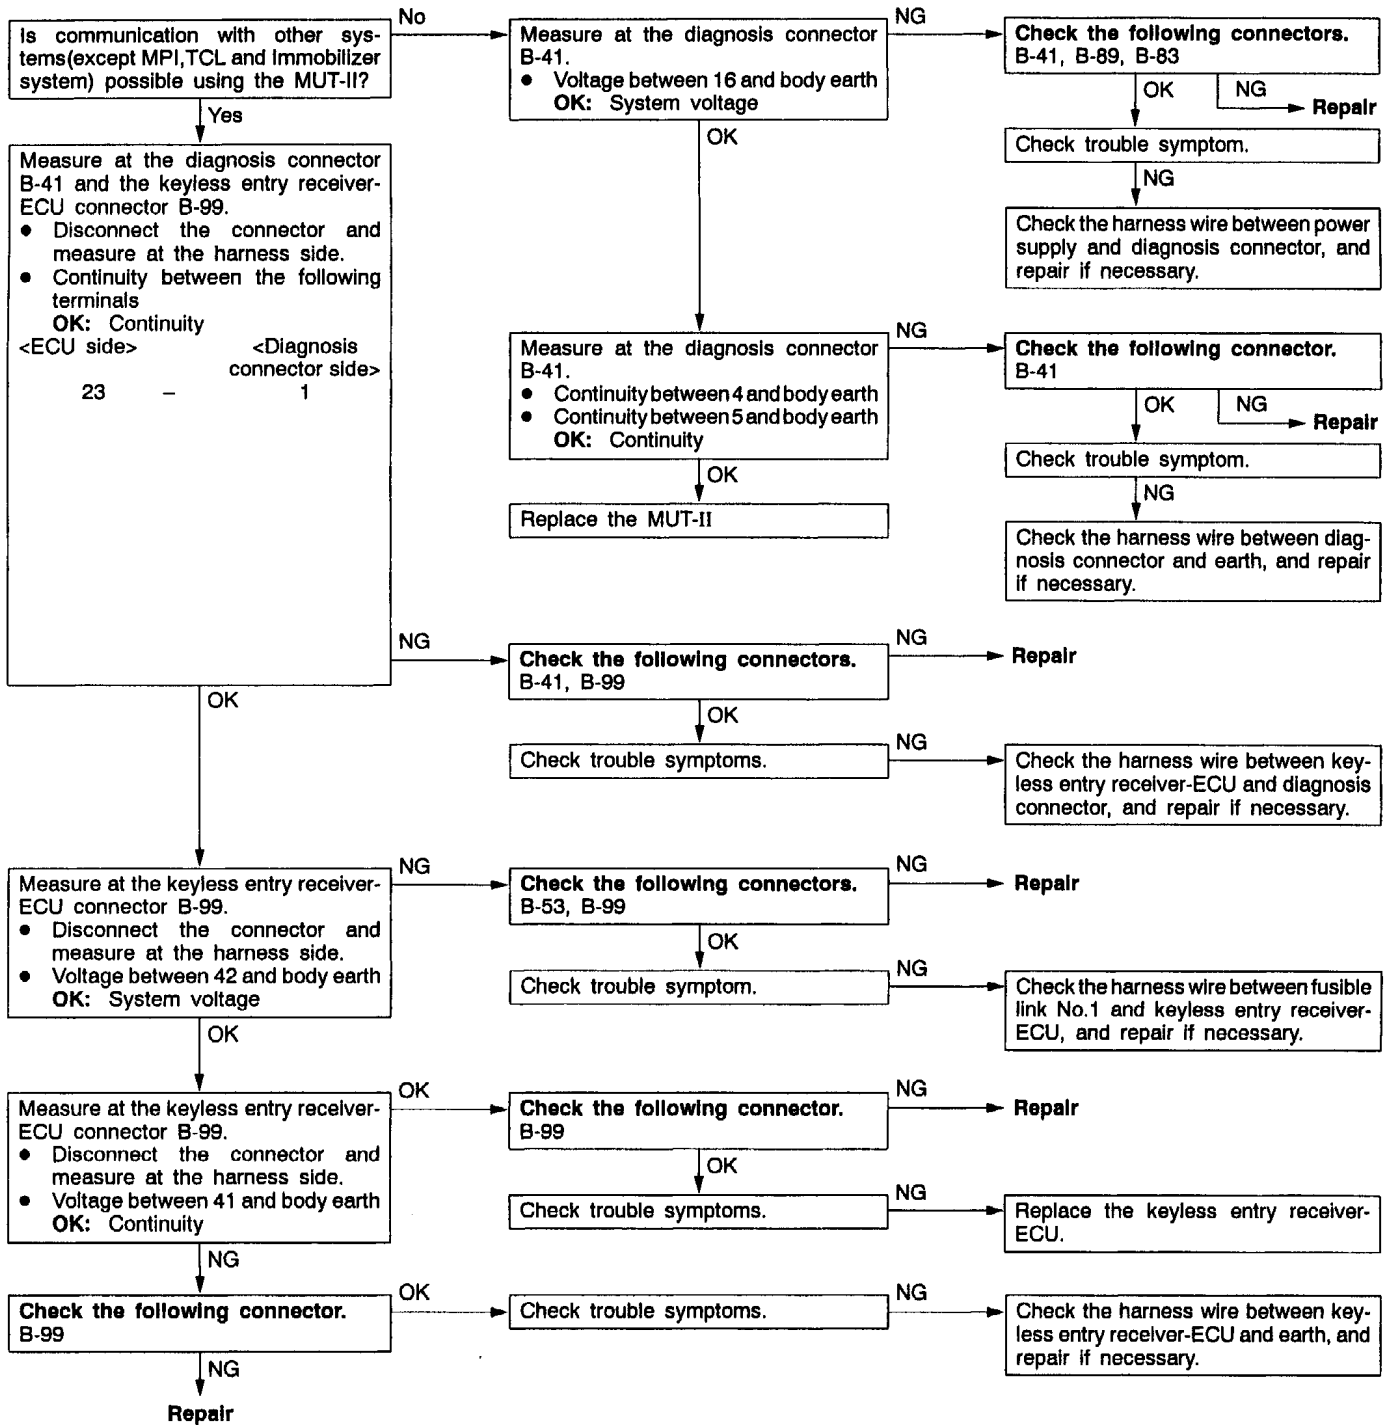 Is communication with other sys-
tems(except MPI,TCL and Immobilizer
system) possible using the MUT-II?
No
Measure at the diagnosis connector
B-41.
● Voltage between 16 and body earth
OK: System voltage
NG
Check the following connectors.
B-41, B-89, B-83
OK
NG
Repair
Check trouble symptom.
NG
Check the harness wire between power
supply and diagnosis connector, and
repair if necessary.
OK
Measure at the diagnosis connector
B-41.
● Continuity between 4 and body earth
● Continuity between 5 and body earth
OK: Continuity
NG
Check the following connector.
B-41
OK
NG
Repair
Check trouble symptom.
NG
Check the harness wire between diag-
nosis connector and earth, and repair
if necessary.
OK
Replace the MUT-II
Yes
Measure at the diagnosis connector
B-41 and the keyless entry receiver-
ECU connector B-99.
● Disconnect the connector and
measure at the harness side.
● Continuity between the following
terminals
OK: Continuity
<ECU side> <Diagnosis
connector side>
23 – 1
NG
Check the following connectors.
B-41, B-99
NG
Repair
OK
Check trouble symptoms.
NG
Check the harness wire between key-
less entry receiver-ECU and diagnosis
connector, and repair if necessary.
OK
Measure at the keyless entry receiver-
ECU connector B-99.
● Disconnect the connector and
measure at the harness side.
● Voltage between 42 and body earth
OK: System voltage
NG
Check the following connectors.
B-53, B-99
NG
Repair
OK
Check trouble symptom.
NG
Check the harness wire between fusible
link No.1 and keyless entry receiver-
ECU, and repair if necessary.
OK
Measure at the keyless entry receiver-
ECU connector B-99.
● Disconnect the connector and
measure at the harness side.
● Voltage between 41 and body earth
OK: Continuity
OK
Check the following connector.
B-99
NG
Repair
OK
Check trouble symptoms.
NG
Replace the keyless entry receiver-
ECU.
NG
Check the following connector.
B-99
OK
Check trouble symptoms.
NG
Check the harness wire between key-
less entry receiver-ECU and earth, and
repair if necessary.
NG
Repair